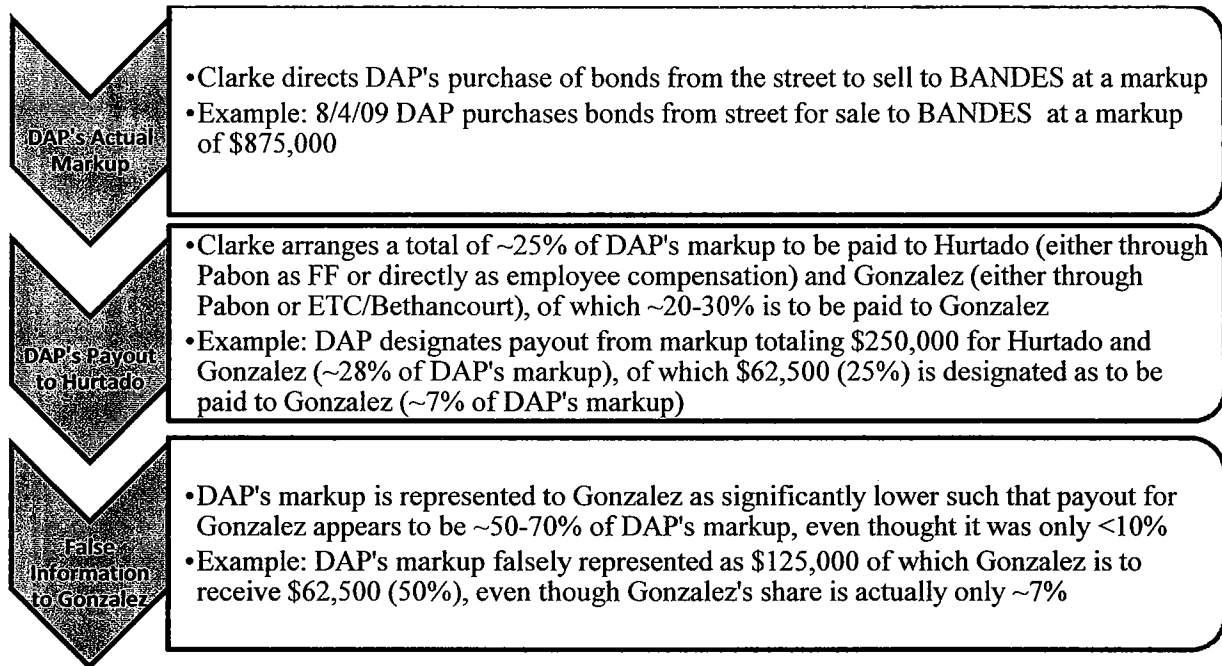 DAP's Actual
Markup
•Clarke directs DAP's purchase of bonds from the street to sell to BANDES at a markup
•Example: 8/4/09 DAP purchases bonds from street for sale to BANDES at a markup
of $875,000
DAP's Payout
to Hurtado
•Clarke arranges a total of ~25% of DAP's markup to be paid to Hurtado (either through
Pabon as FF or directly as employee compensation) and Gonzalez (either through
Pabon or ETC/Bethancourt), of which ~20-30% is to be paid to Gonzalez
•Example: DAP designates payout from markup totaling $250,000 for Hurtado and
Gonzalez (~28% of DAP's markup), of which $62,500 (25%) is designated as to be
paid to Gonzalez (~7% of DAP's markup)
False
Information
to Gonzalez
•DAP's markup is represented to Gonzalez as significantly lower such that payout for
Gonzalez appears to be ~50-70% of DAP's markup, even thought it was only <10%
•Example: DAP's markup falsely represented as $125,000 of which Gonzalez is to
receive $62,500 (50%), even though Gonzalez's share is actually only ~7%